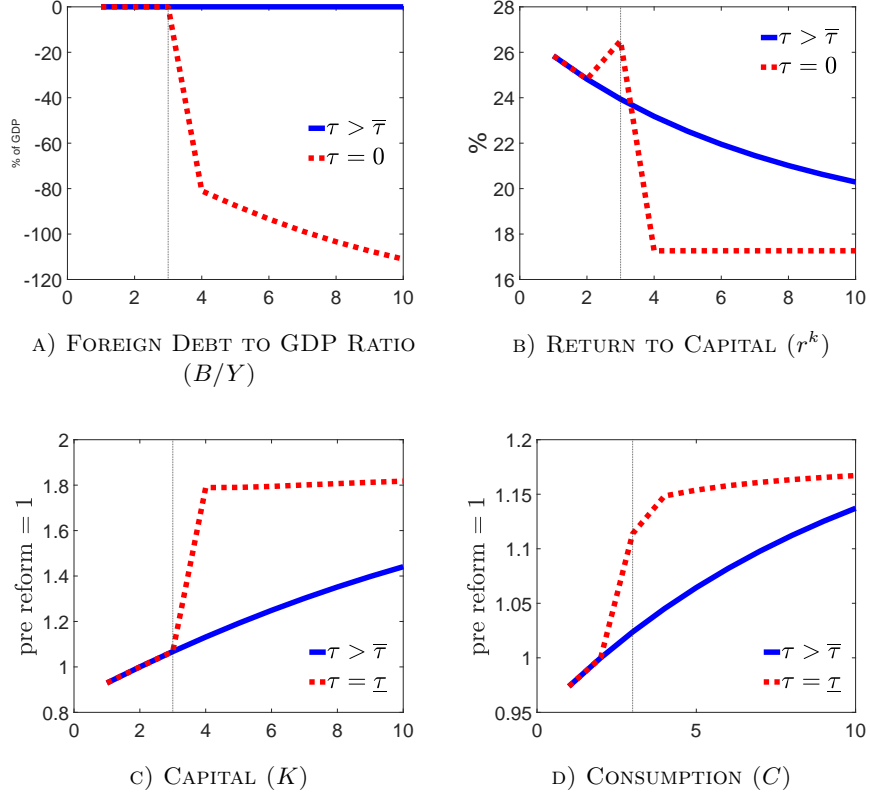 0
-20
-40
-60
-80
-100
-120
% of GDP
τ > τ̅
τ = 0
0 2 4 6 8 10
A) FOREIGN DEBT TO GDP RATIO
(B/Y)
28
26
24
22
20
18
16
%
τ > τ̅
τ = 0
0 2 4 6 8 10
B) RETURN TO CAPITAL (r^k)
2
1.8
1.6
1.4
1.2
1
0.8
pre reform = 1
τ > τ̅
τ = τ̲
0 2 4 6 8 10
C) CAPITAL (K)
1.2
1.15
1.1
1.05
1
0.95
pre reform = 1
τ > τ̅
τ = τ̲
0 5 10
D) CONSUMPTION (C)